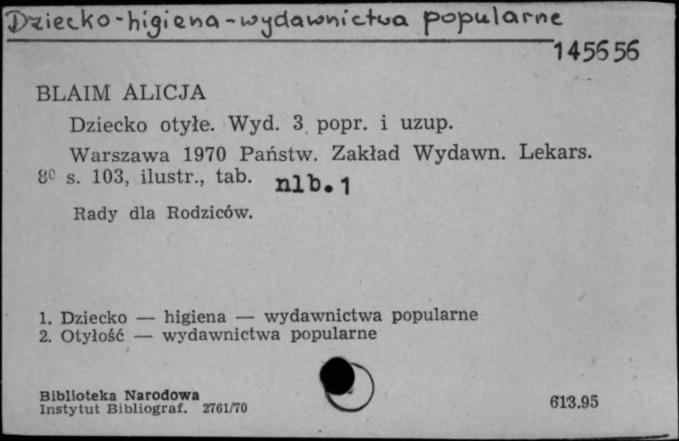 Dziecko-higiena-wydawnictwa popularne
145656
BLAIM ALICJA
Dziecko otyłe. Wyd. 3 popr. i uzup.
Warszawa 1970 Państw. Zakład Wydawn. Lekars.
8⁰ s. 103, ilustr., tab. nlb. 1
Rady dla Rodziców.
1. Dziecko — higiena — wydawnictwa popularne
2. Otyłość — wydawnictwa popularne
Biblioteka Narodowa
Instytut Bibliograf. 2761/70
613.95